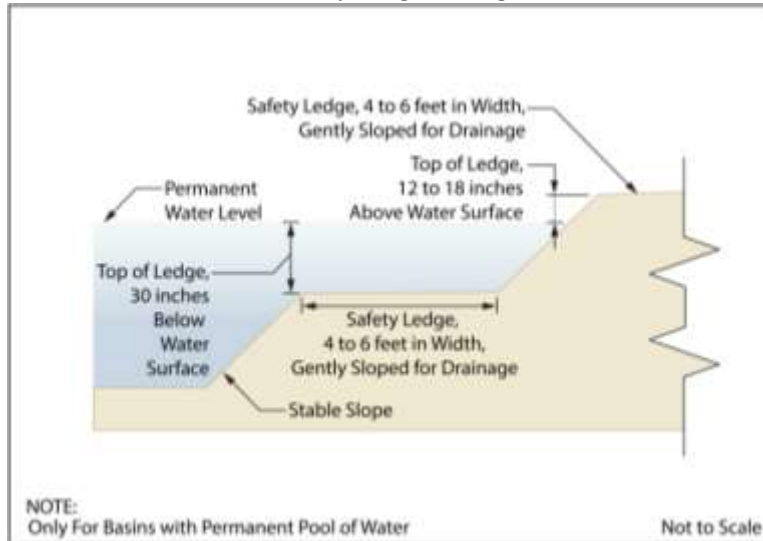 Safety Ledge, 4 to 6 feet in Width,
Gently Sloped for Drainage
Top of Ledge,
12 to 18 inches
Above Water Surface
Permanent
Water Level
Top of Ledge,
30 inches
Below
Water
Surface
Safety Ledge,
4 to 6 feet in Width,
Gently Sloped for Drainage
Stable Slope
NOTE:
Only For Basins with Permanent Pool of Water
Not to Scale